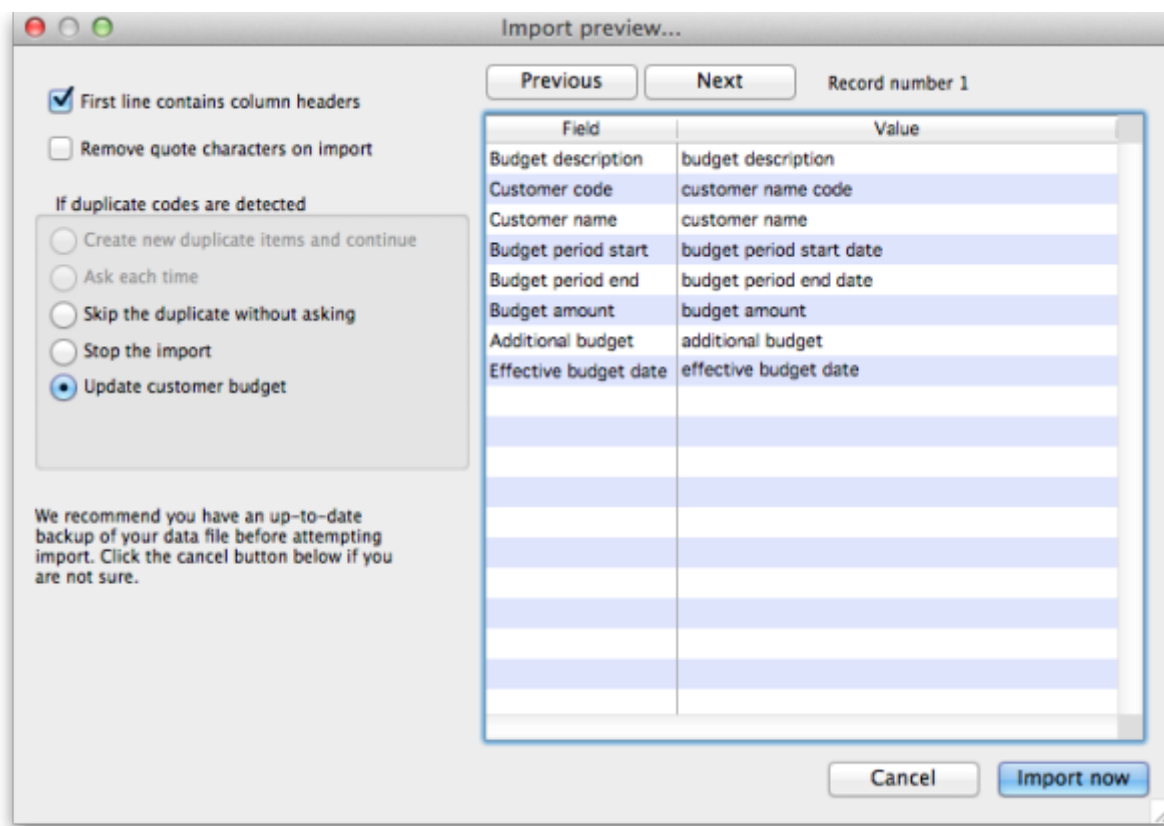 Import preview...
First line contains column headers
Remove quote characters on import
If duplicate codes are detected
Create new duplicate items and continue
Ask each time
Skip the duplicate without asking
Stop the import
Update customer budget
We recommend you have an up-to-date
backup of your data file before attempting
import. Click the cancel button below if you
are not sure.
Previous Next Record number 1
Field Value
Budget description budget description
Customer code customer name code
Customer name customer name
Budget period start budget period start date
Budget period end budget period end date
Budget amount budget amount
Additional budget additional budget
Effective budget date effective budget date
Cancel Import now